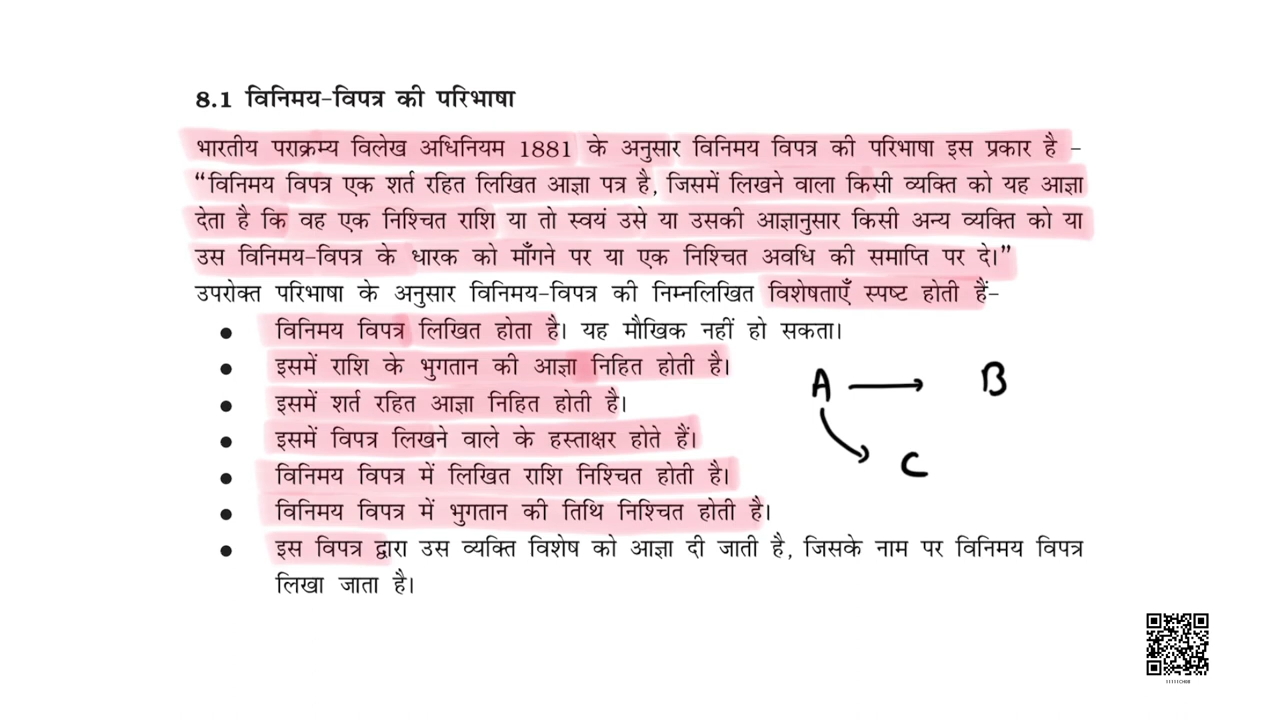 8.1 विनिमय-विपत्र की परिभाषा
भारतीय पराक्रम्य विलेख अधिनियम 1881 के अनुसार विनिमय विपत्र की परिभाषा इस प्रकार है –
“विनिमय विपत्र एक शर्त रहित लिखित आज्ञा पत्र है, जिसमें लिखने वाला किसी व्यक्ति को यह आज्ञा
देता है कि वह एक निश्चित राशि या तो स्वयं उसे या उसकी आज्ञानुसार किसी अन्य व्यक्ति को या
उस विनिमय-विपत्र के धारक को माँगने पर या एक निश्चित अवधि की समाप्ति पर दे।”
उपरोक्त परिभाषा के अनुसार विनिमय-विपत्र की निम्नलिखित विशेषताएँ स्पष्ट होती हैं–
● विनिमय विपत्र लिखित होता है। यह मौखिक नहीं हो सकता।
● इसमें राशि के भुगतान की आज्ञा निहित होती है।
● इसमें शर्त रहित आज्ञा निहित होती है।
● इसमें विपत्र लिखने वाले के हस्ताक्षर होते हैं।
● विनिमय विपत्र में लिखित राशि निश्चित होती है।
● विनिमय विपत्र में भुगतान की तिथि निश्चित होती है।
● इस विपत्र द्वारा उस व्यक्ति विशेष को आज्ञा दी जाती है, जिसके नाम पर विनिमय विपत्र
लिखा जाता है।
A → B
C